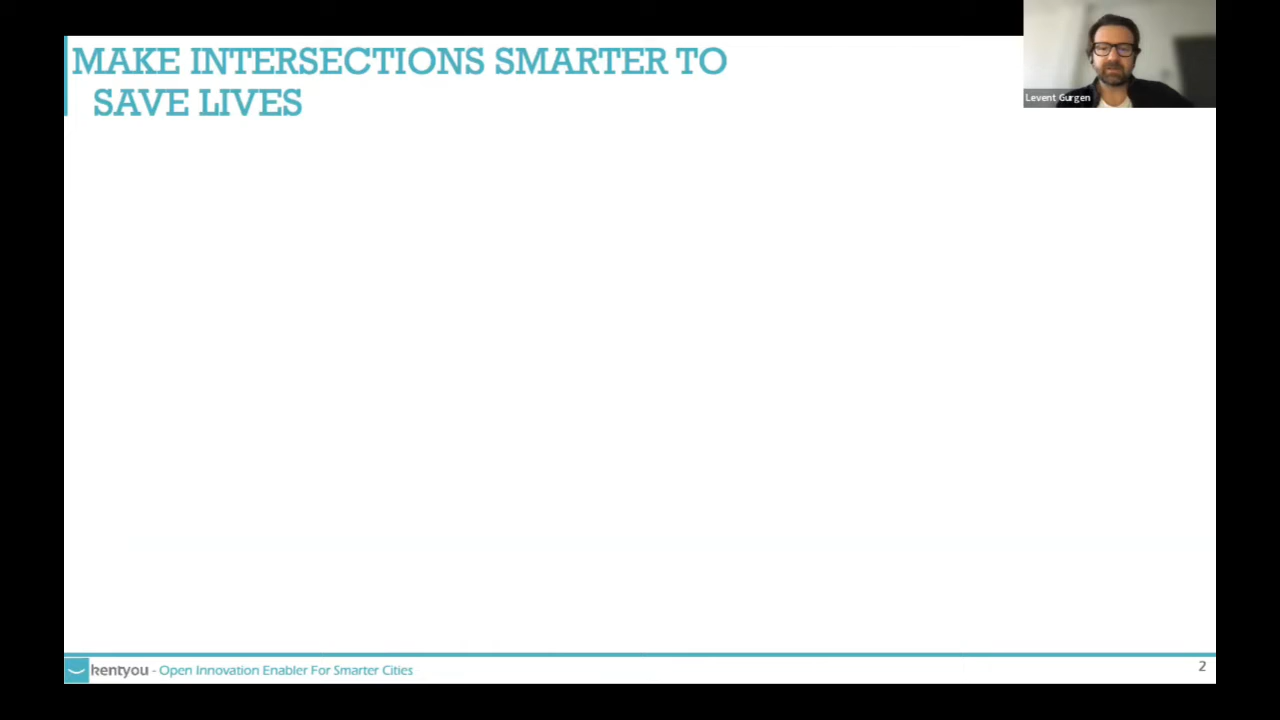 MAKE INTERSECTIONS SMARTER TO
SAVE LIVES
Levent Gurgen
kentyou - Open Innovation Enabler For Smarter Cities
2